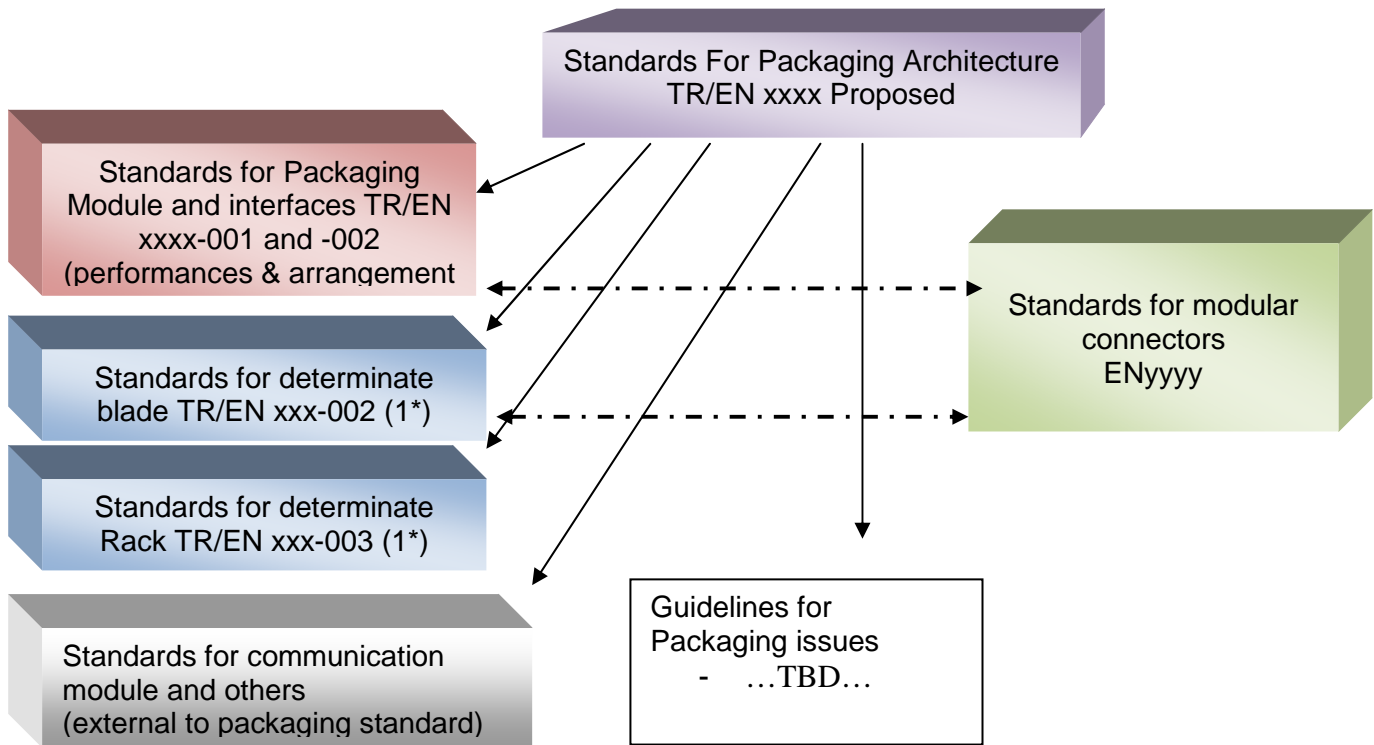 Standards For Packaging Architecture
TR/EN xxxx Proposed
Standards for Packaging
Module and interfaces TR/EN
xxxx-001 and -002
(performances & arrangement
Standards for modular
connectors
ENyyyy
Standards for determinate
blade TR/EN xxx-002 (1*)
Standards for determinate
Rack TR/EN xxx-003 (1*)
Standards for communication
module and others
(external to packaging standard)
Guidelines for
Packaging issues
- …TBD…